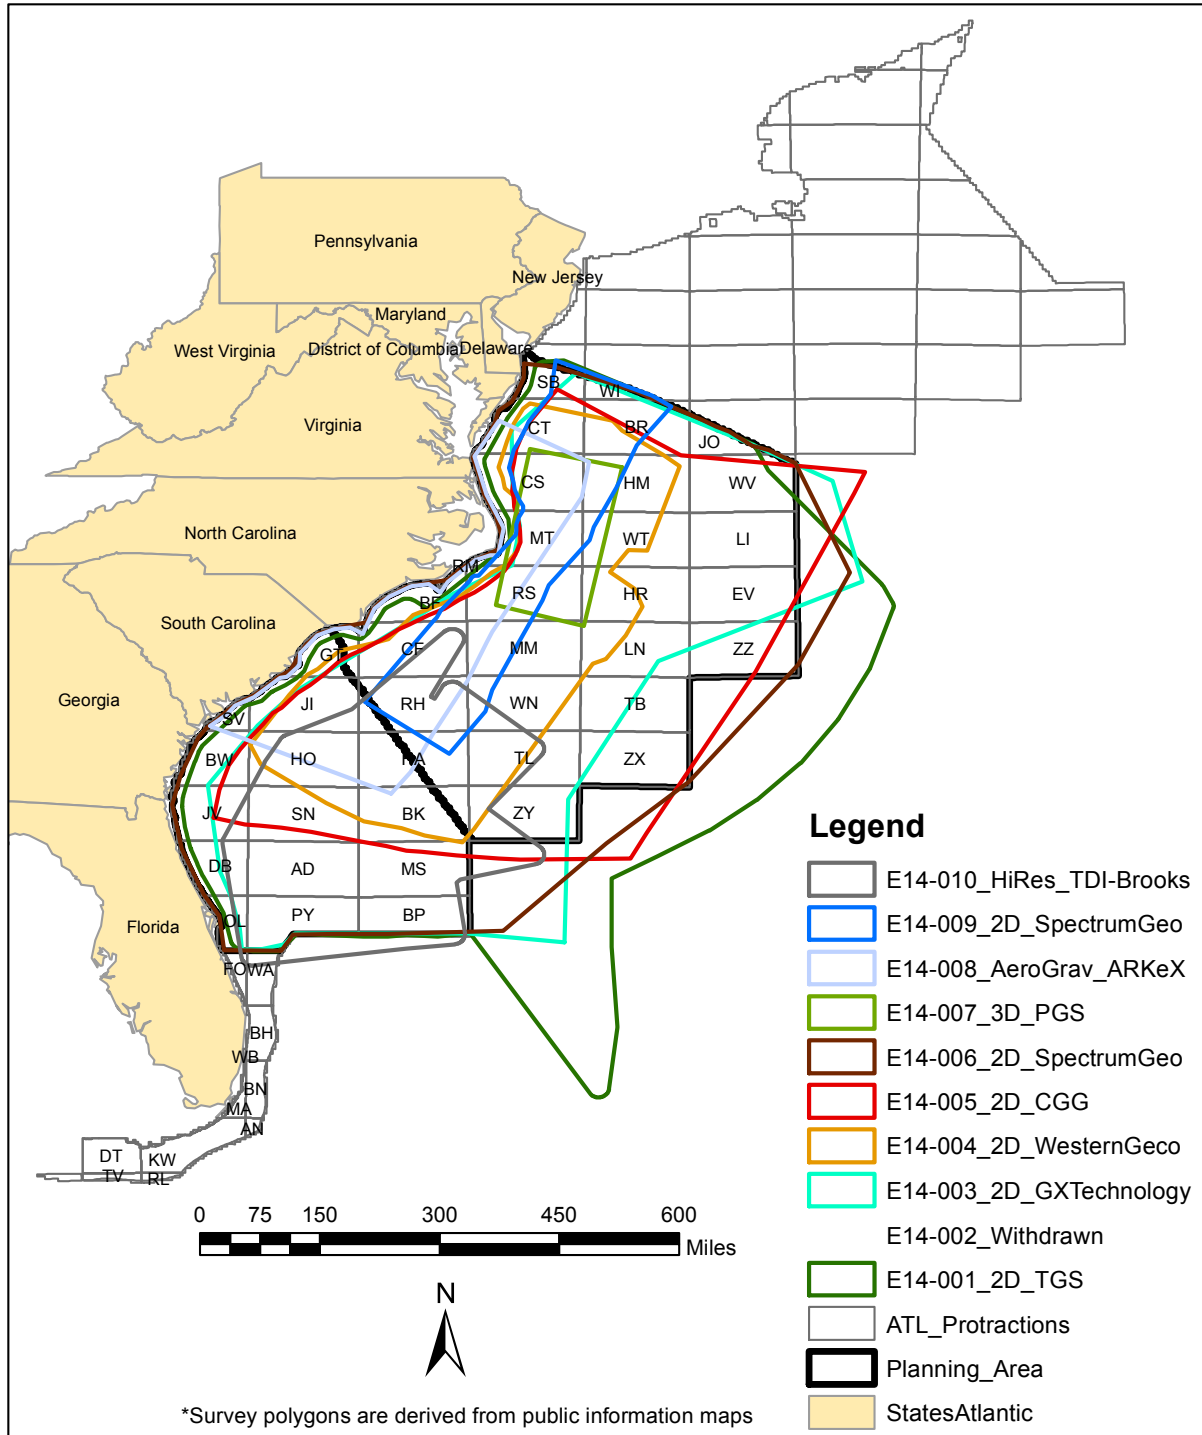 Pennsylvania
New Jersey
Maryland
West Virginia
District of Columbia
Delaware
SB
WI
Virginia
CT
BR
JO
CS
HM
WV
North Carolina
MT
WT
LI
RM
RS
HR
EV
BF
South Carolina
GT
CF
MM
LN
ZZ
Georgia
JI
RH
WN
TB
SV
BW
HO
RA
TL
ZX
JV
SN
BK
ZY
DB
AD
MS
OL
PY
BP
Florida
FO
WA
BH
WB
BN
MA
AN
DT
KW
TV
RL
Legend
E14-010_HiRes_TDI-Brooks
E14-009_2D_SpectrumGeo
E14-008_AeroGrav_ARKeX
E14-007_3D_PGS
E14-006_2D_SpectrumGeo
E14-005_2D_CGG
E14-004_2D_WesternGeco
E14-003_2D_GXTechnology
E14-002_Withdrawn
E14-001_2D_TGS
ATL_Protractions
Planning_Area
StatesAtlantic
0 75 150 300 450 600
Miles
N
*Survey polygons are derived from public information maps